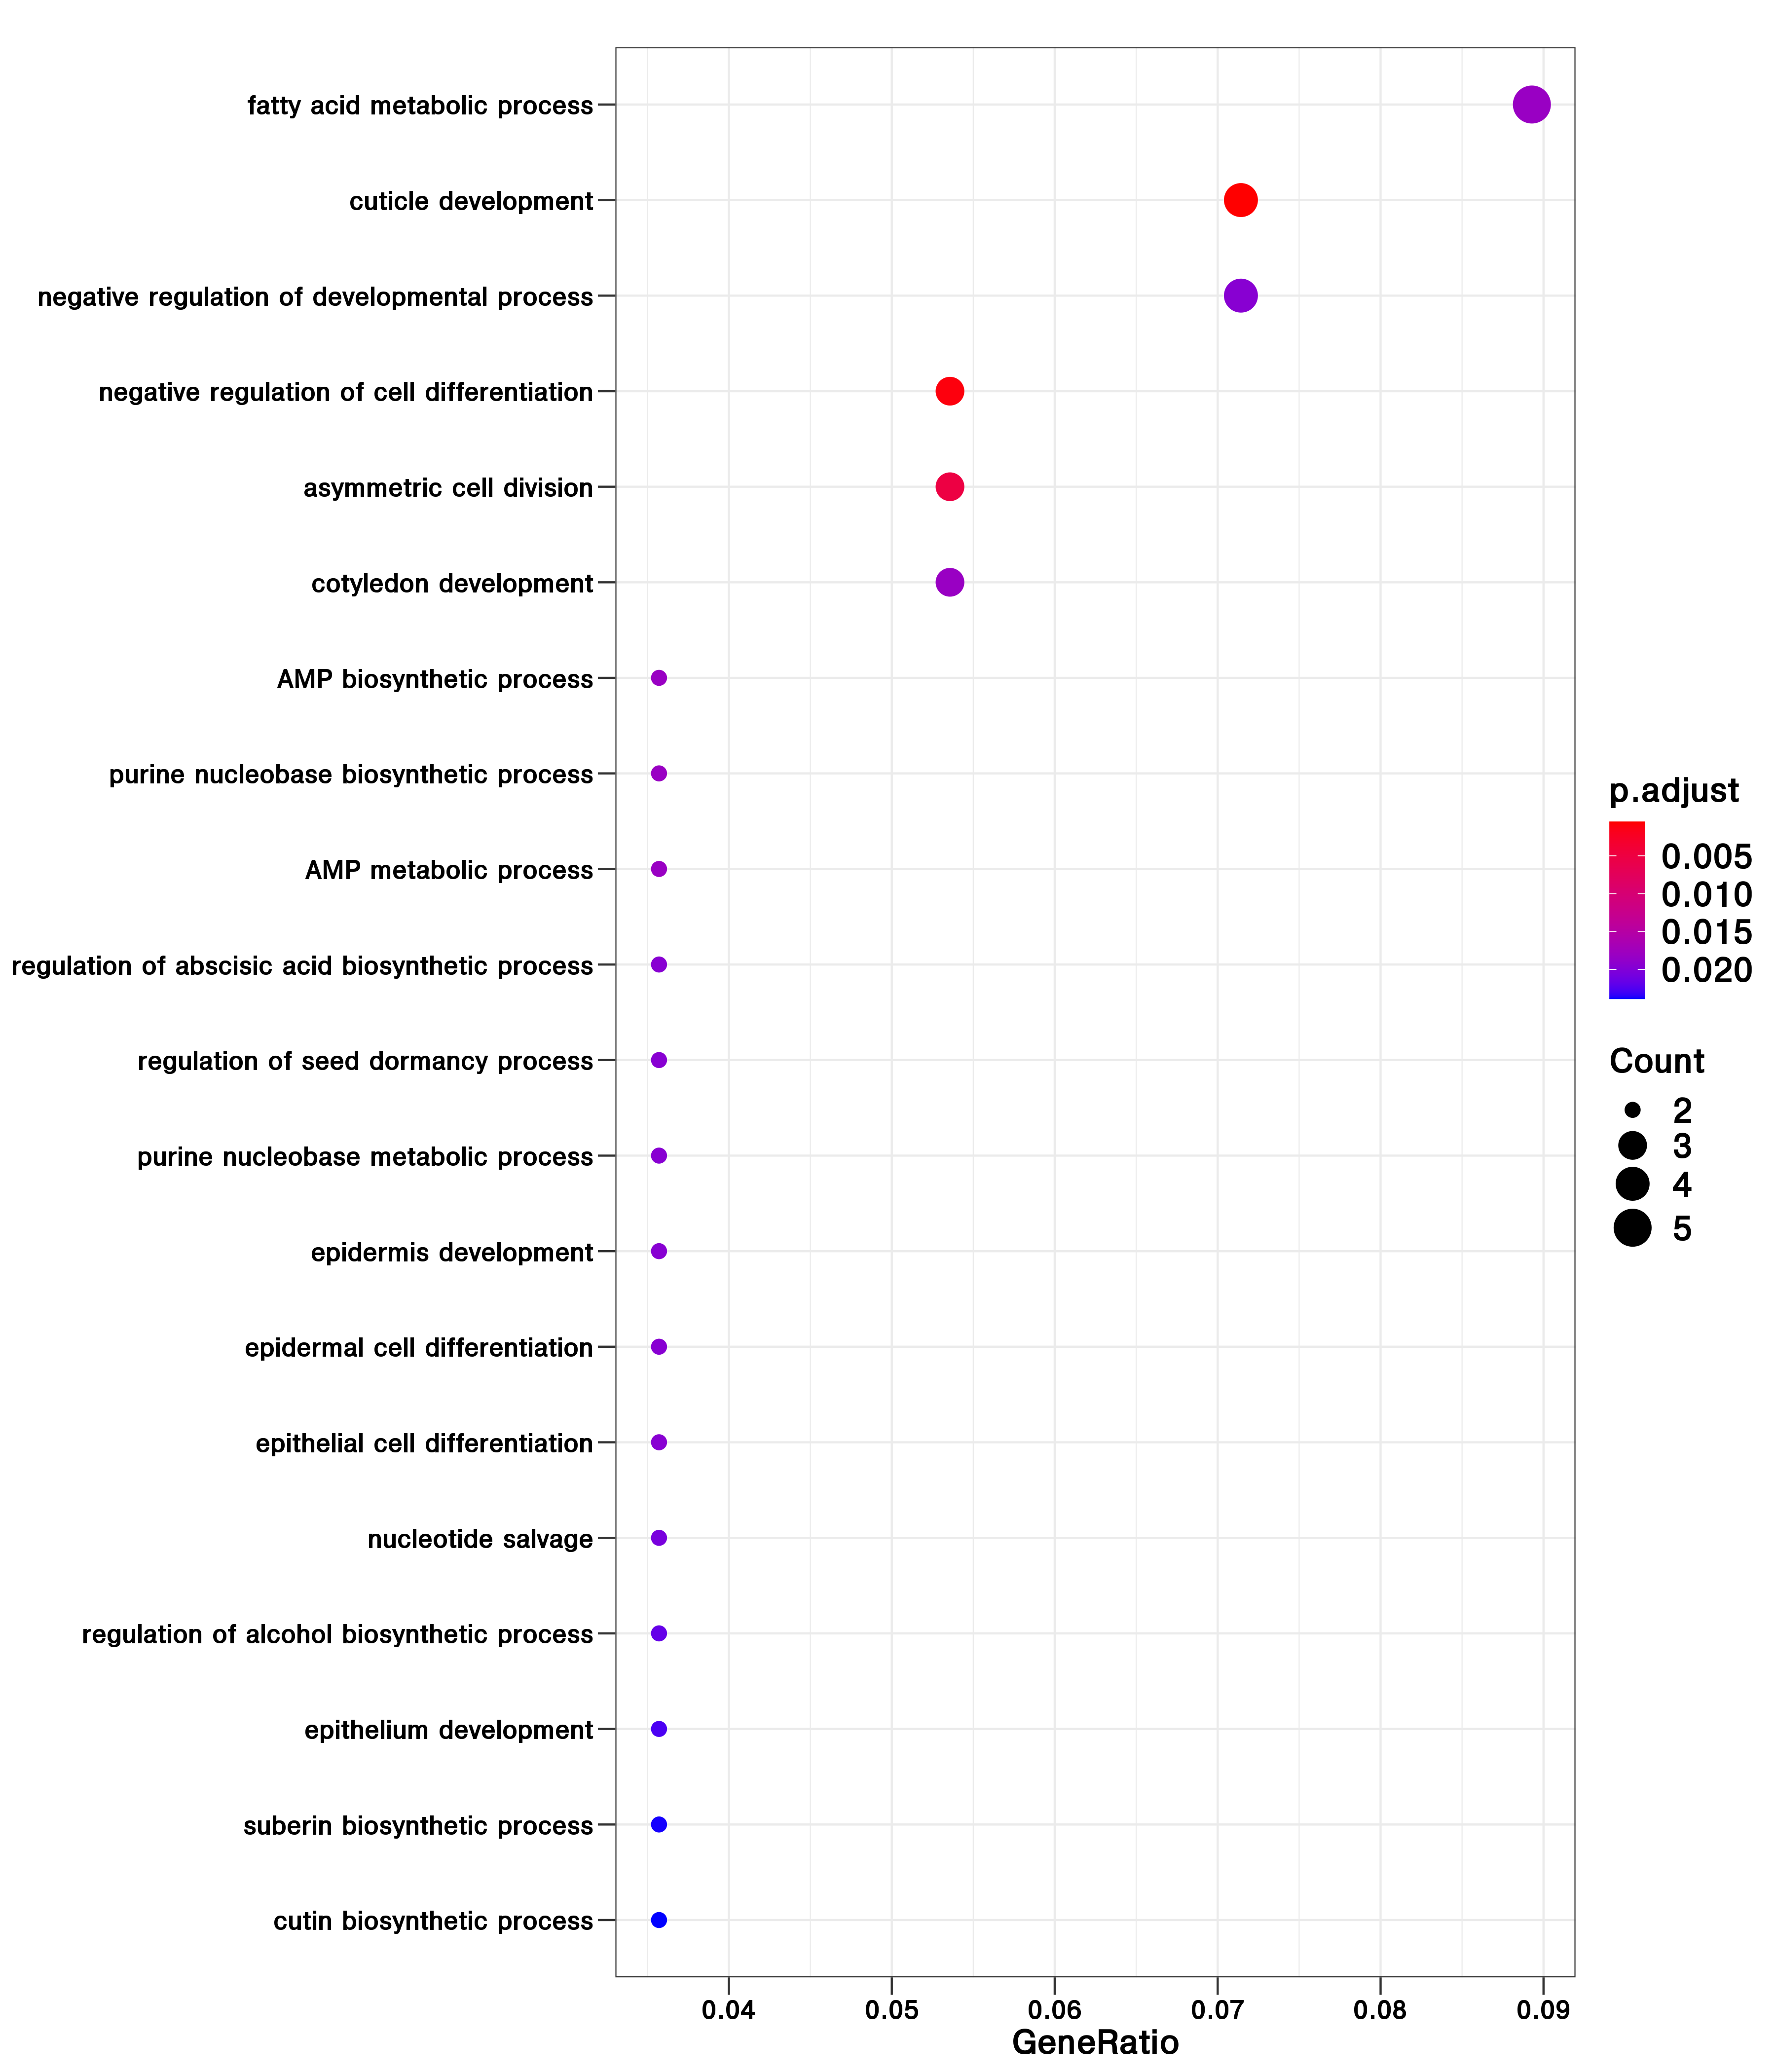 fatty acid metabolic process
cuticle development
negative regulation of developmental process
negative regulation of cell differentiation
asymmetric cell division
cotyledon development
AMP biosynthetic process
purine nucleobase biosynthetic process
AMP metabolic process
regulation of abscisic acid biosynthetic process
regulation of seed dormancy process
purine nucleobase metabolic process
epidermis development
epidermal cell differentiation
epithelial cell differentiation
nucleotide salvage
regulation of alcohol biosynthetic process
epithelium development
suberin biosynthetic process
cutin biosynthetic process
0.04 0.05 0.06 0.07 0.08 0.09
GeneRatio
p.adjust
0.005
0.010
0.015
0.020
Count
2
3
4
5